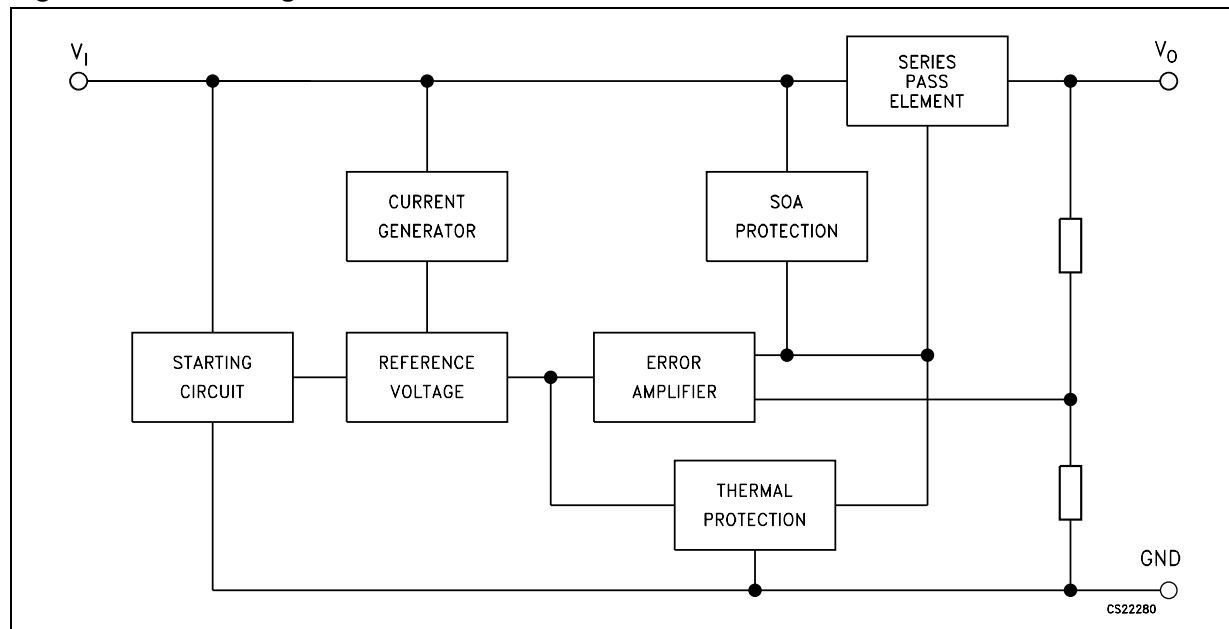 V_I
V_O
SERIES
PASS
ELEMENT
CURRENT
GENERATOR
SOA
PROTECTION
STARTING
CIRCUIT
REFERENCE
VOLTAGE
ERROR
AMPLIFIER
THERMAL
PROTECTION
GND
CS22280